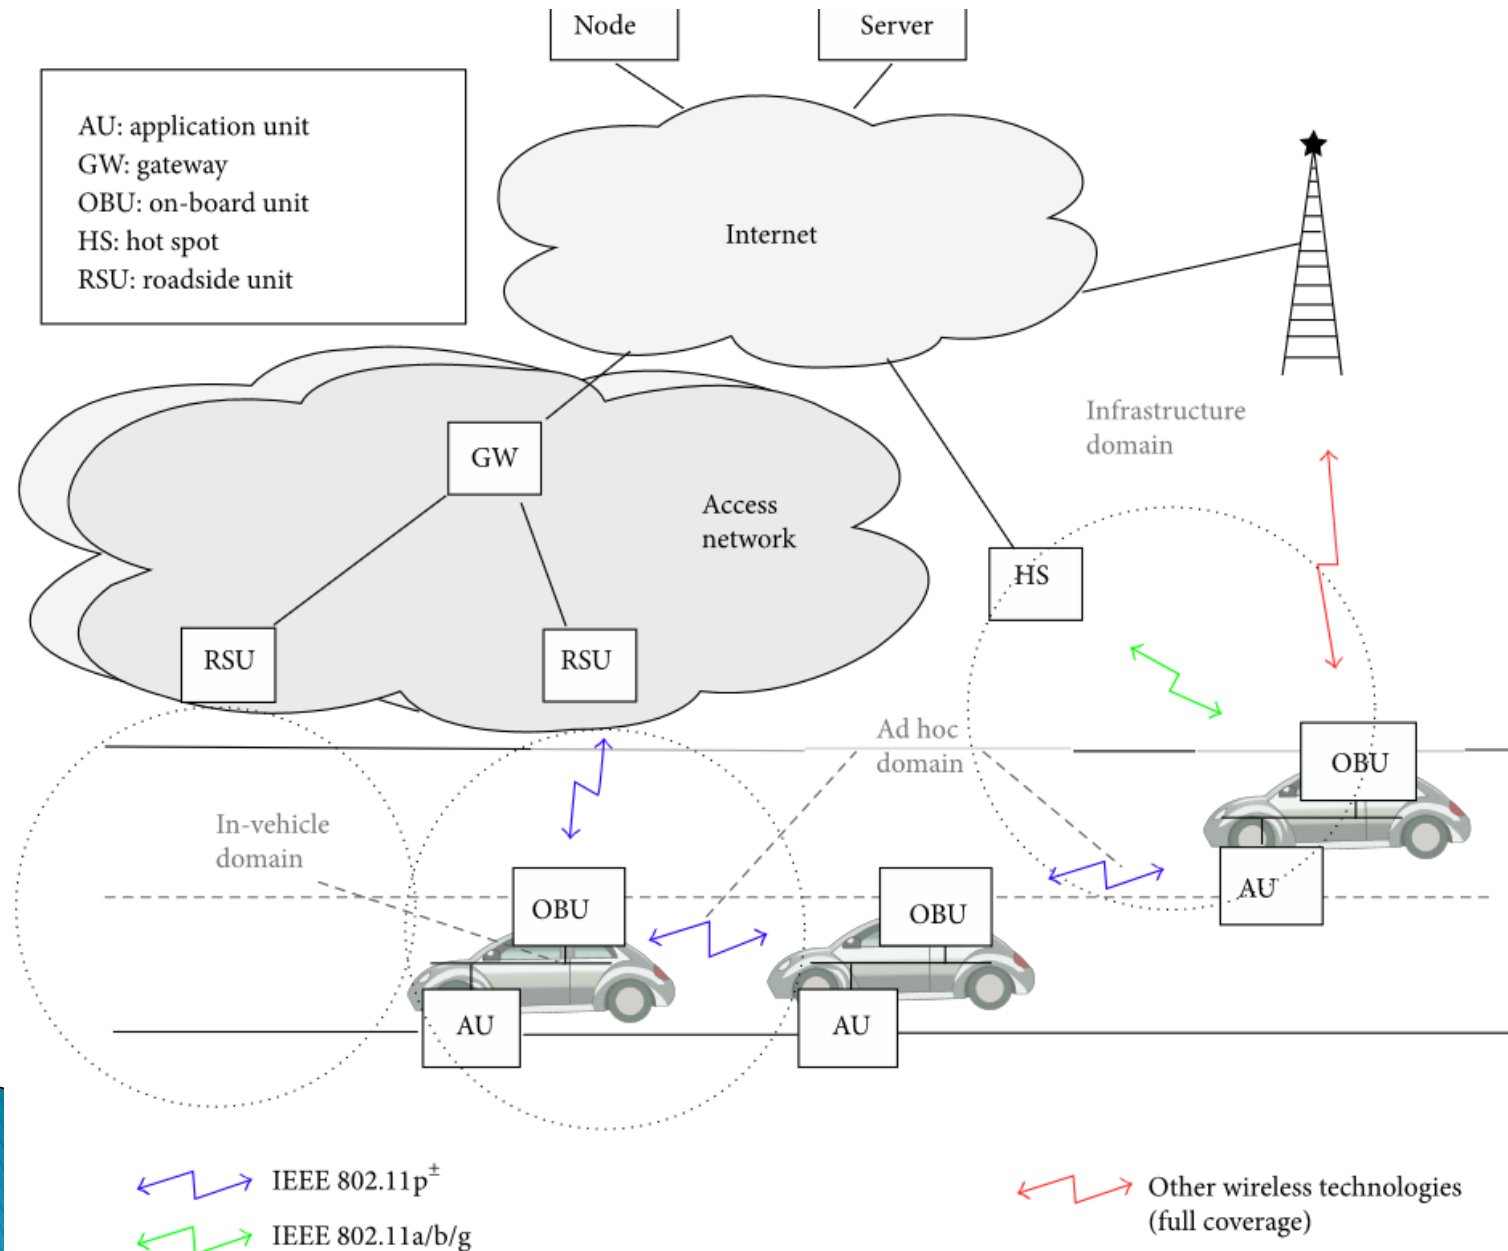 Node
Server
AU: application unit
GW: gateway
OBU: on-board unit
HS: hot spot
RSU: roadside unit
Internet
Infrastructure
domain
GW
Access
network
HS
RSU
RSU
Ad hoc
domain
OBU
In-vehicle
domain
AU
OBU
OBU
AU
AU
IEEE 802.11p±
IEEE 802.11a/b/g
Other wireless technologies
(full coverage)